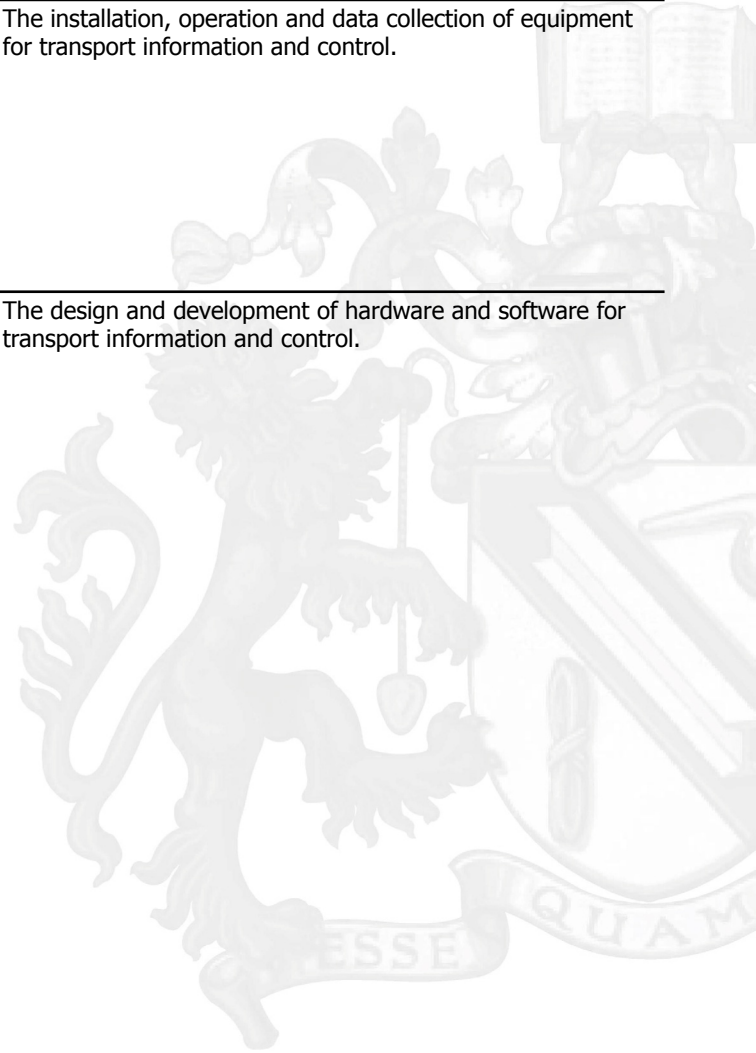 The installation, operation and data collection of equipment
for transport information and control.
The design and development of hardware and software for
transport information and control.
ESSE
QUAM